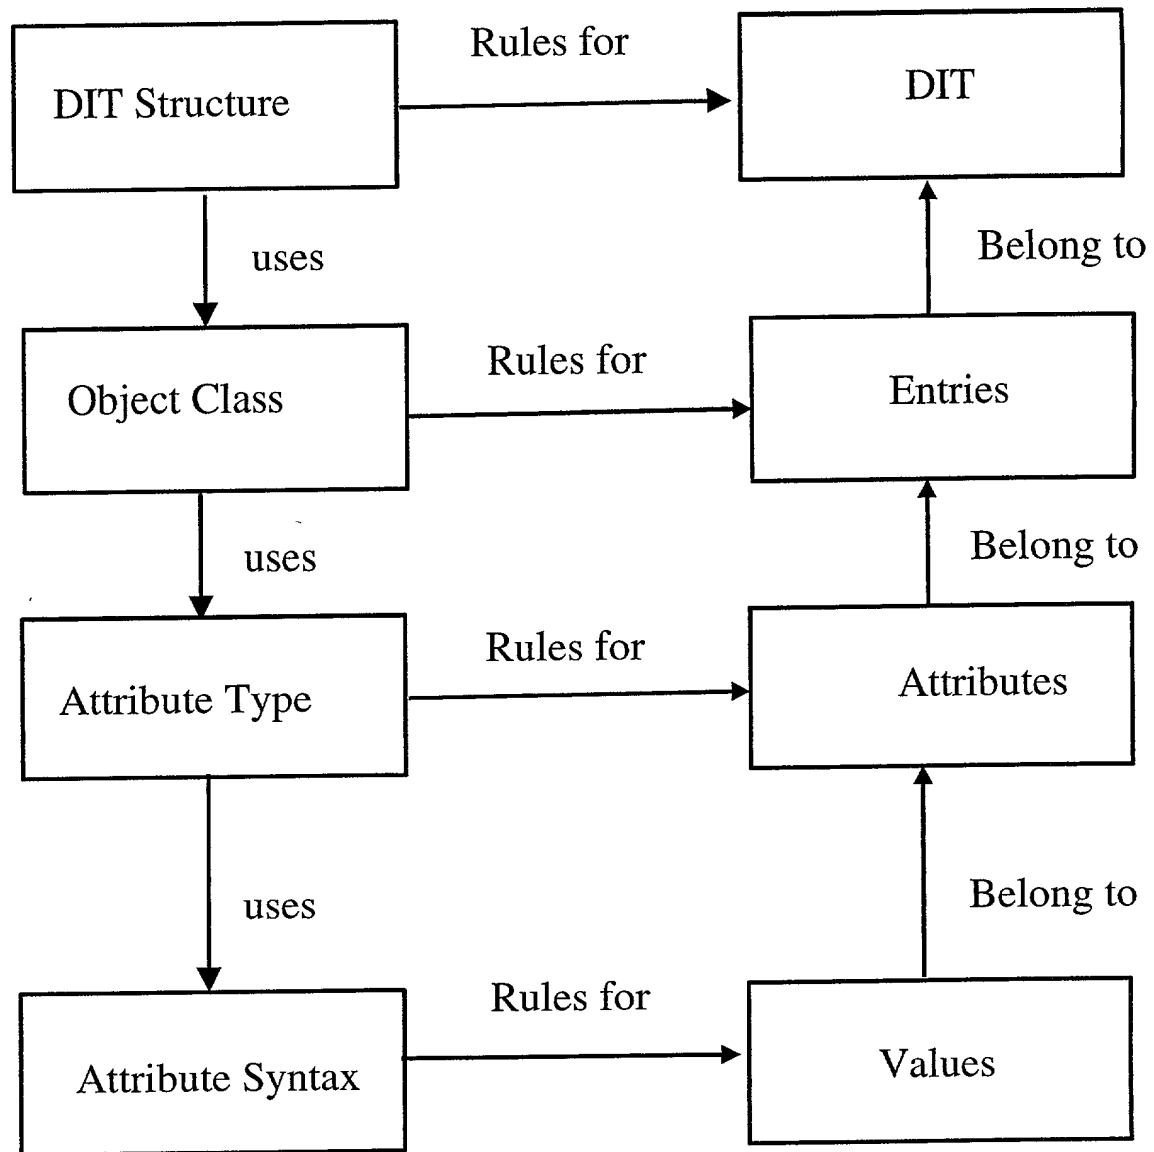 Rules for
DIT Structure
DIT
uses
Belong to
Rules for
Object Class
Entries
uses
Belong to
Rules for
Attribute Type
Attributes
uses
Belong to
Rules for
Attribute Syntax
Values